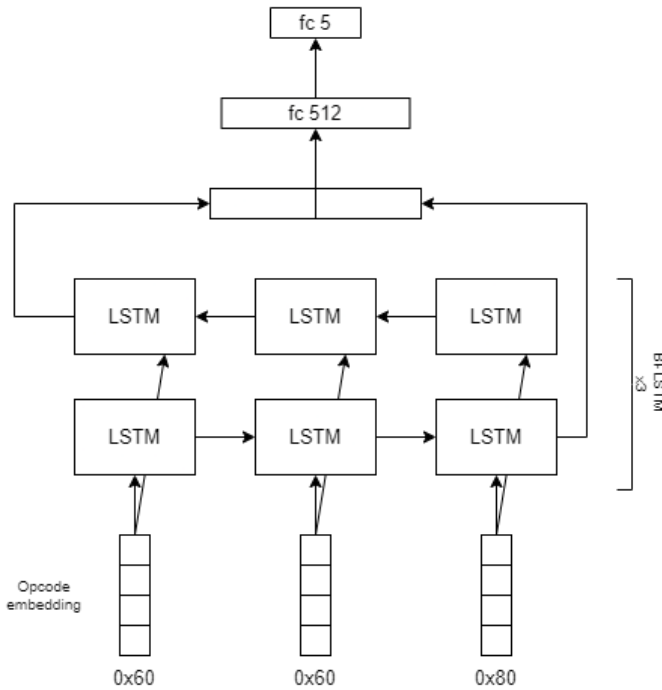 fc 5
fc 512
LSTM LSTM LSTM
LSTM LSTM LSTM
BI-LSTM
x3
Opcode
embedding
0x60 0x60 0x80